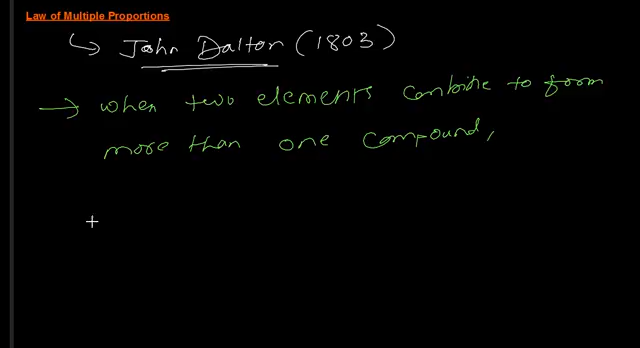 Law of Multiple Proportions
↳ John Dalton (1803)
→ when two elements combine to form
more than one compound,